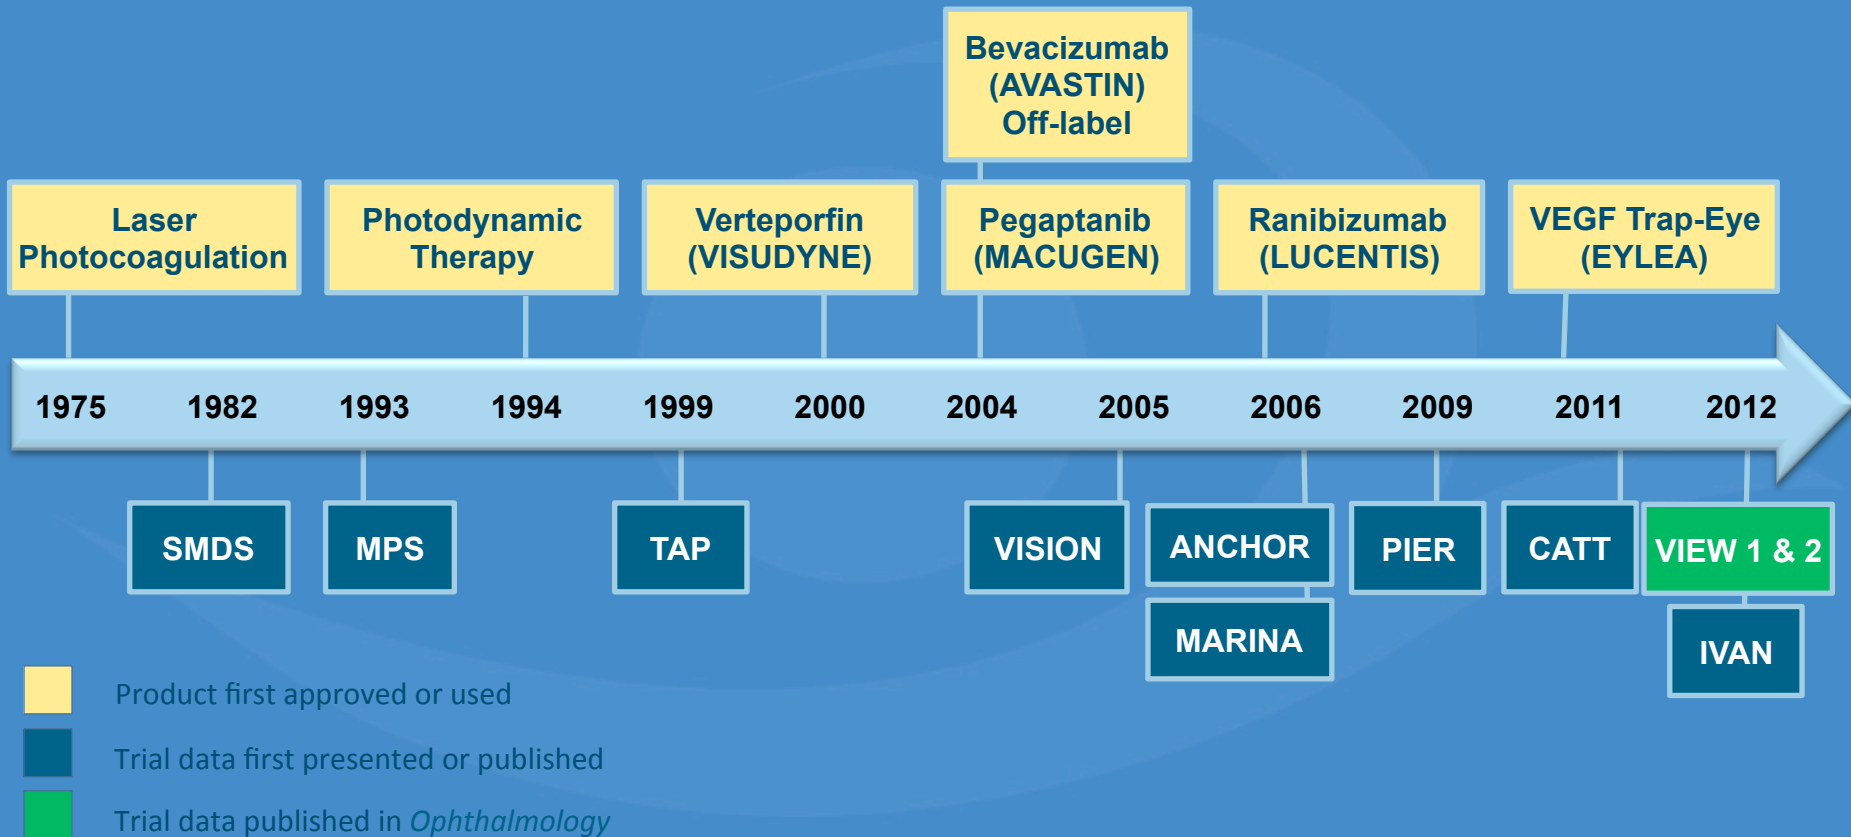 Bevacizumab
(AVASTIN)
Off-label
Laser
Photocoagulation
Photodynamic
Therapy
Verteporfin
(VISUDYNE)
Pegaptanib
(MACUGEN)
Ranibizumab
(LUCENTIS)
VEGF Trap-Eye
(EYLEA)
1975 1982 1993 1994 1999 2000 2004 2005 2006 2009 2011 2012
SMDS
MPS
TAP
VISION
ANCHOR
PIER
CATT
VIEW 1 & 2
MARINA
IVAN
Product first approved or used
Trial data first presented or published
Trial data published in Ophthalmology